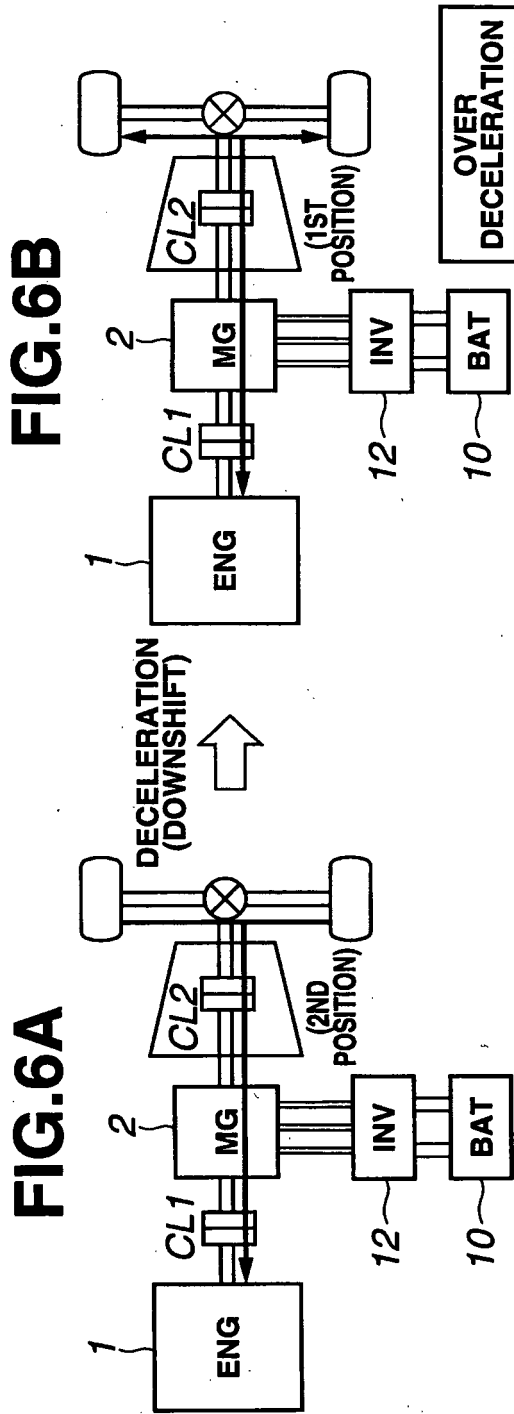 FIG.6A
1
ENG
CL1
2
MG
CL2
(2ND
POSITION)
12
INV
10
BAT
DECELERATION
(DOWNSHIFT)
FIG.6B
1
ENG
CL1
2
MG
CL2
(1ST
POSITION)
12
INV
10
BAT
OVER
DECELERATION